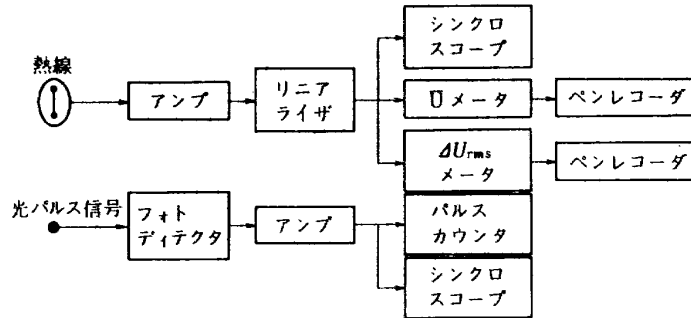 シンクロ
スコープ
熱線
アンプ
リニア
ライザ
Ūメータ
ペンレコーダ
ΔUrms
メータ
ペンレコーダ
光パルス信号
フォト
ディテクタ
アンプ
パルス
カウンタ
シンクロ
スコープ